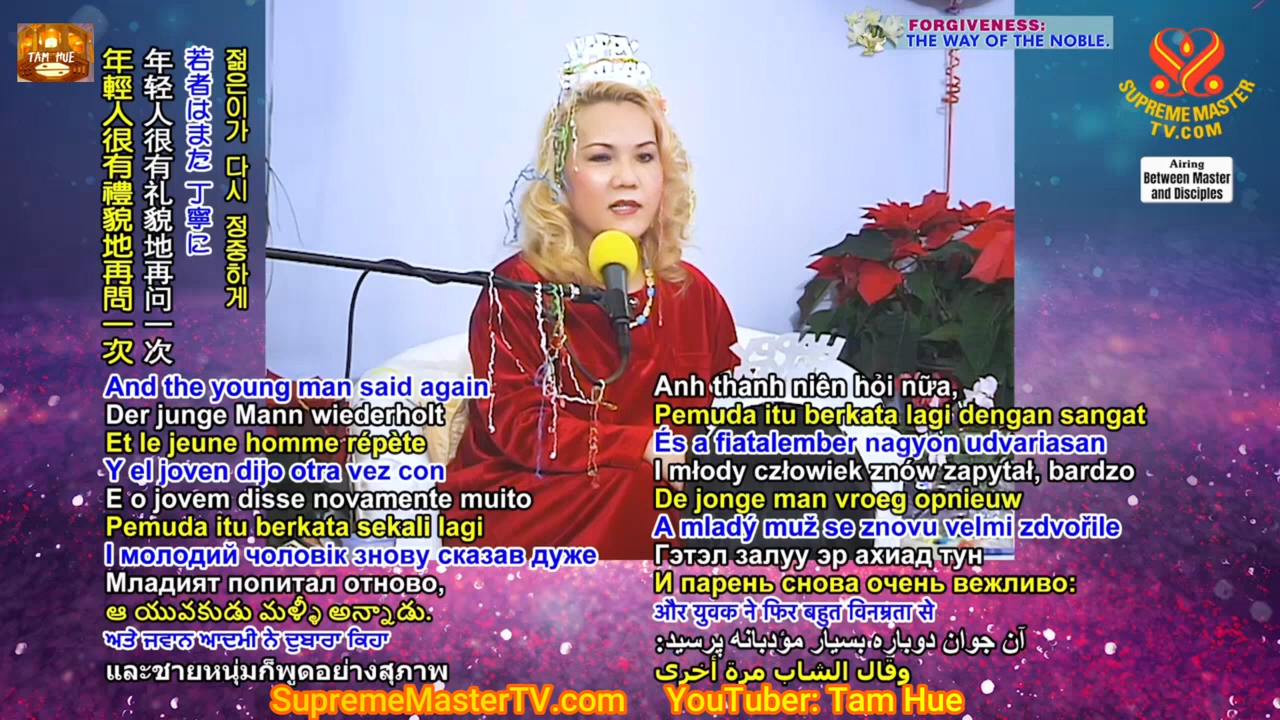 TAM HUE
FORGIVENESS:
THE WAY OF THE NOBLE.
SUPREME MASTER
TV.COM
Airing
Between Master
and Disciples
젊은이가 다시 정중하게
若者はまた 丁寧に
年轻人很有礼貌地再问一次
年輕人很有禮貌地再問一次
HAPPY
And the young man said again
Der junge Mann wiederholt
Et le jeune homme répète
Y el joven dijo otra vez con
E o jovem disse novamente muito
Pemuda itu berkata sekali lagi
І молодий чоловік знову сказав дуже
Младият попитал отново,
ఆ యువకుడు మళ్ళీ అన్నాడు.
ਅਤੇ ਜਵਾਨ ਆਦਮੀ ਨੇ ਦੁਬਾਰਾ ਕਿਹਾ
และชายหนุ่มก็พูดอย่างสุภาพ
Anh thanh niên hỏi nữa,
Pemuda itu berkata lagi dengan sangat
És a fiatalember nagyon udvariasan
I młody człowiek znów zapytał, bardzo
De jonge man vroeg opnieuw
A mladý muž se znovu velmi zdvořile
Гэтэл залуу эр ахиад тун
И парень снова очень вежливо:
और युवक ने फिर बहुत विनम्रता से
آن جوان دوباره بسیار مؤدبانه پرسید:
وقال الشاب مرة أخرى
SupremeMasterTV.com
YouTuber: Tam Hue